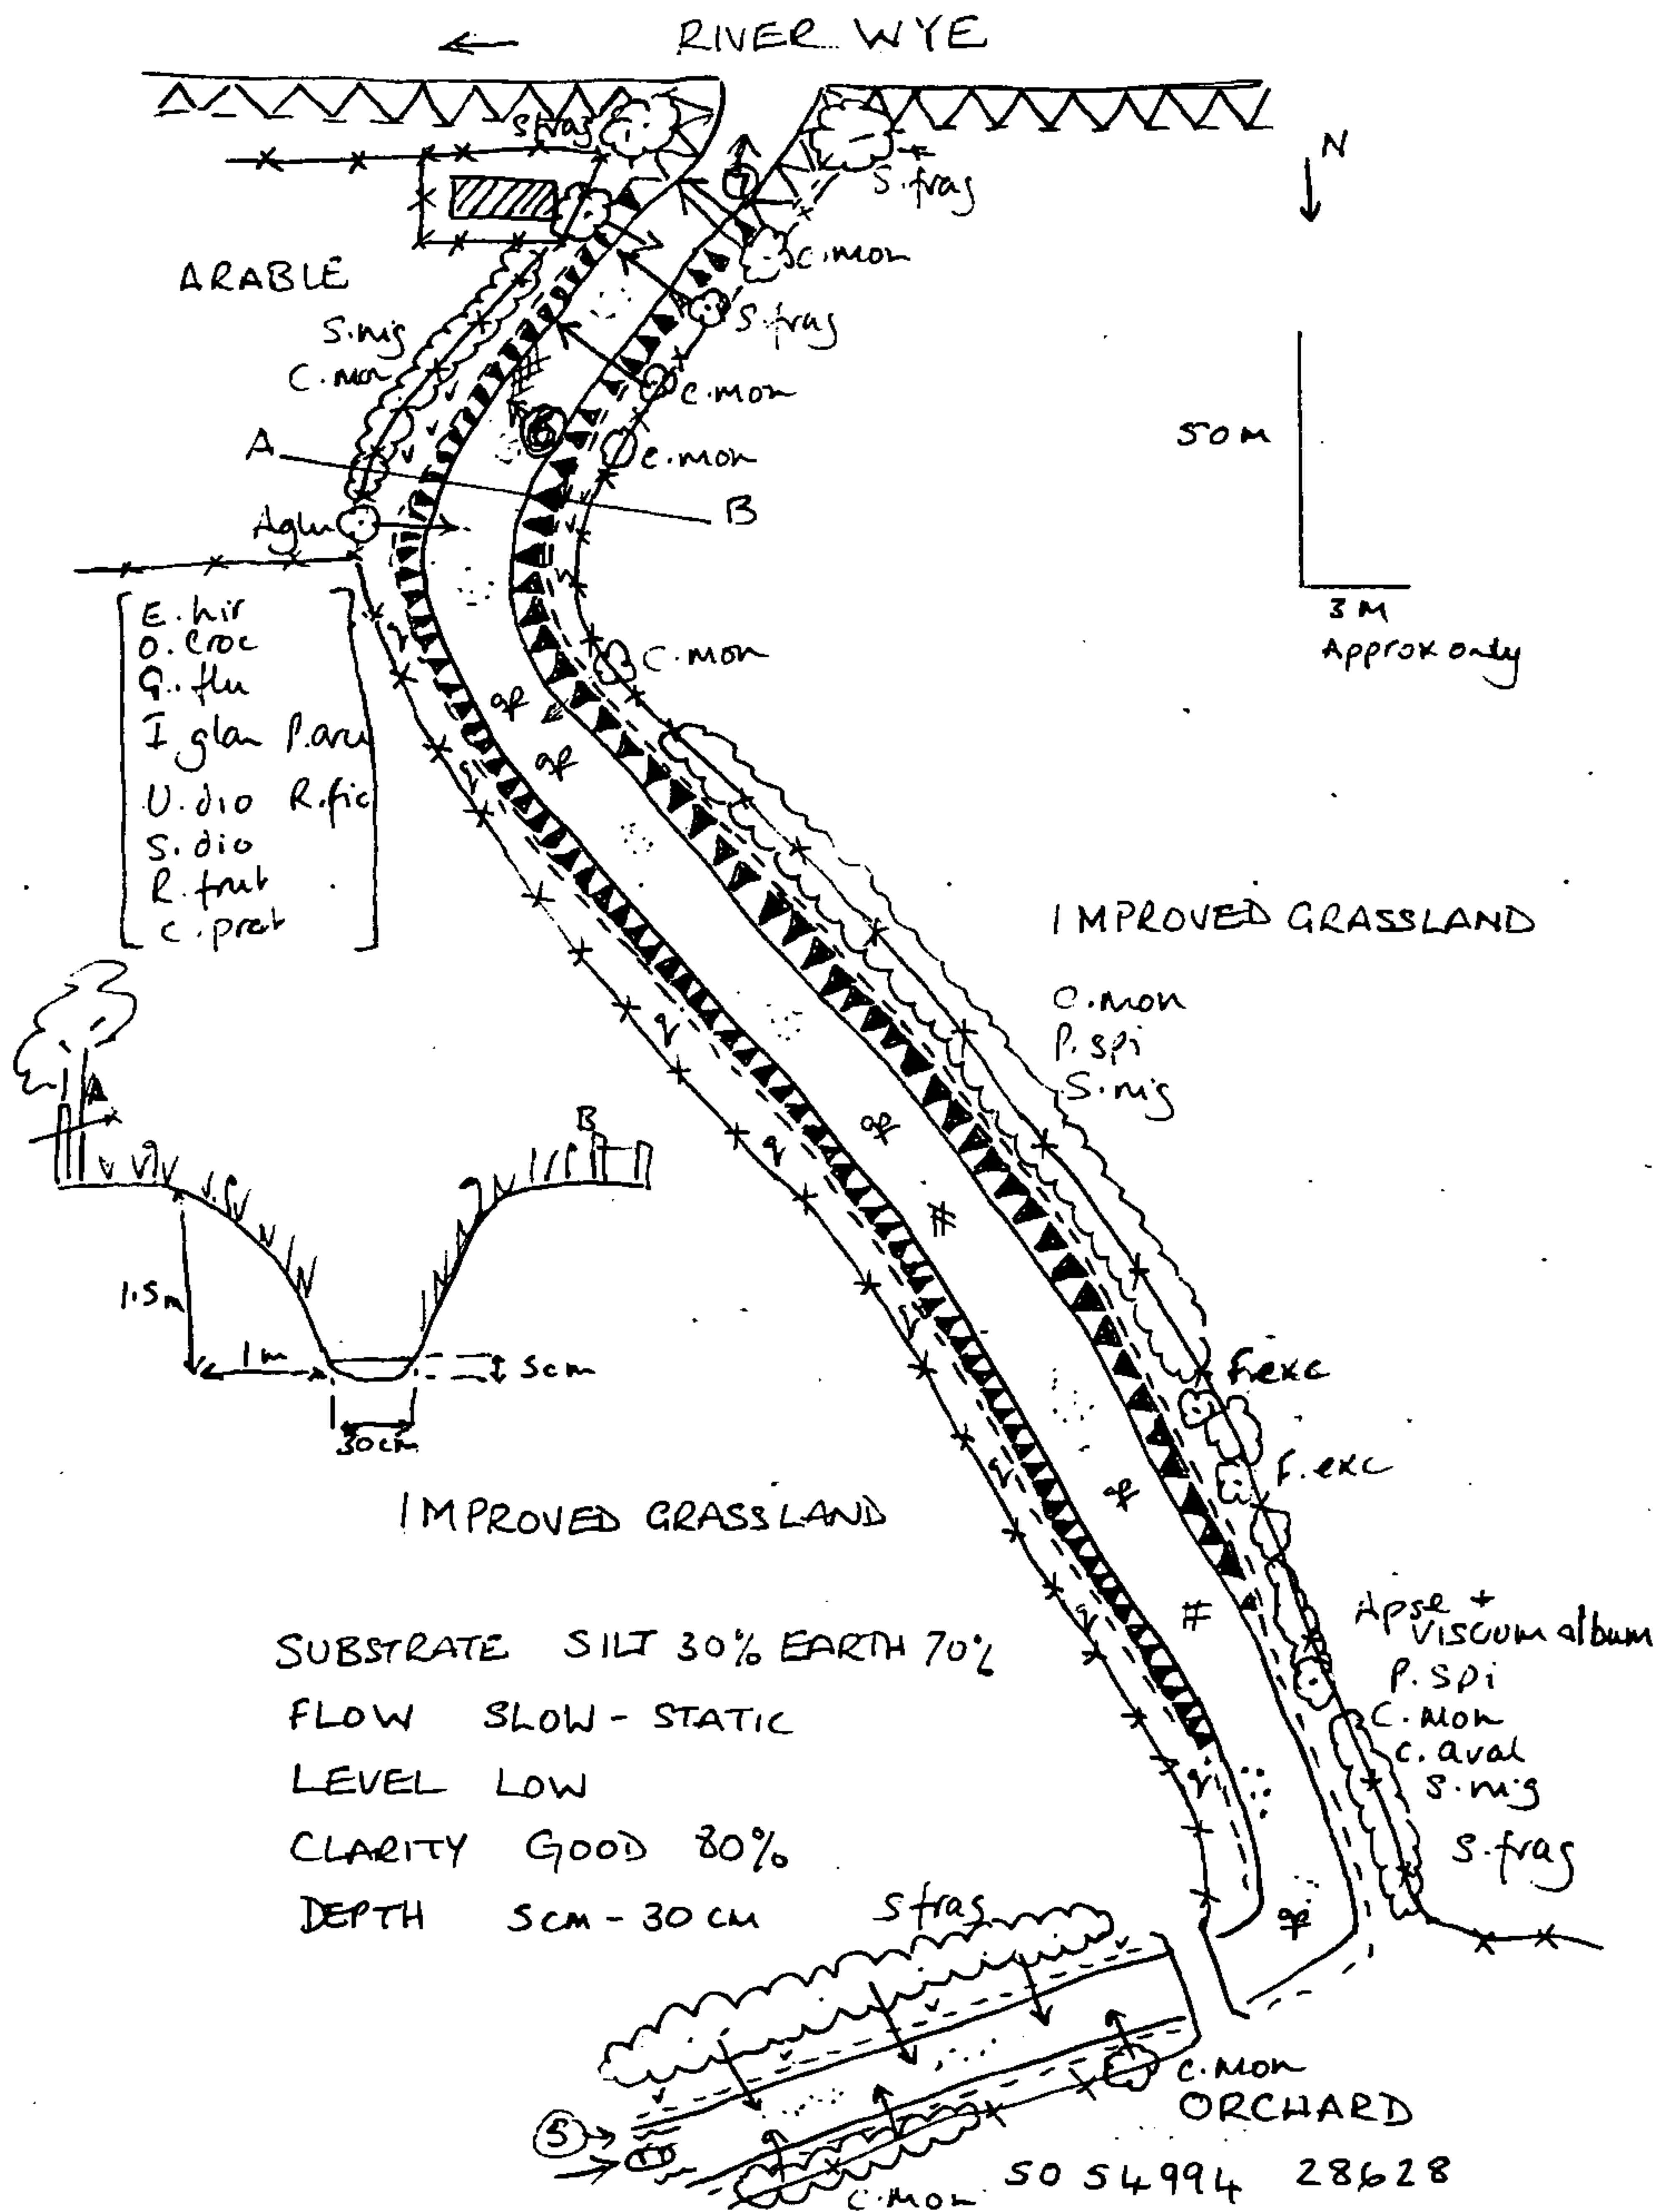 RIVER WYE
N
S.frag
S.frag
7
C.mon
ARABLE
S.frag
S.nig
C.mon
C.mon
6
C.mon
A
B
50M
Aglu
3M
Approx only
E.hir
O.croc
G.flu
I glan P.aru
U.dio R.fic
S.dio
R.frut
C.prat
C.mon
IMPROVED GRASSLAND
C.mon
P.spi
S.nig
A
B
1.5m
1m
5cm
30cm
F.exc
F.exc
IMPROVED GRASSLAND
Apse +
Viscum album
P.spi
C.mon
C.aval
S.nig
S.frag
SUBSTRATE SILT 30% EARTH 70%
FLOW SLOW - STATIC
LEVEL LOW
CLARITY GOOD 80%
DEPTH 5CM - 30CM
S frag
C.mon
ORCHARD
5
C.mon
SO 54994 28628